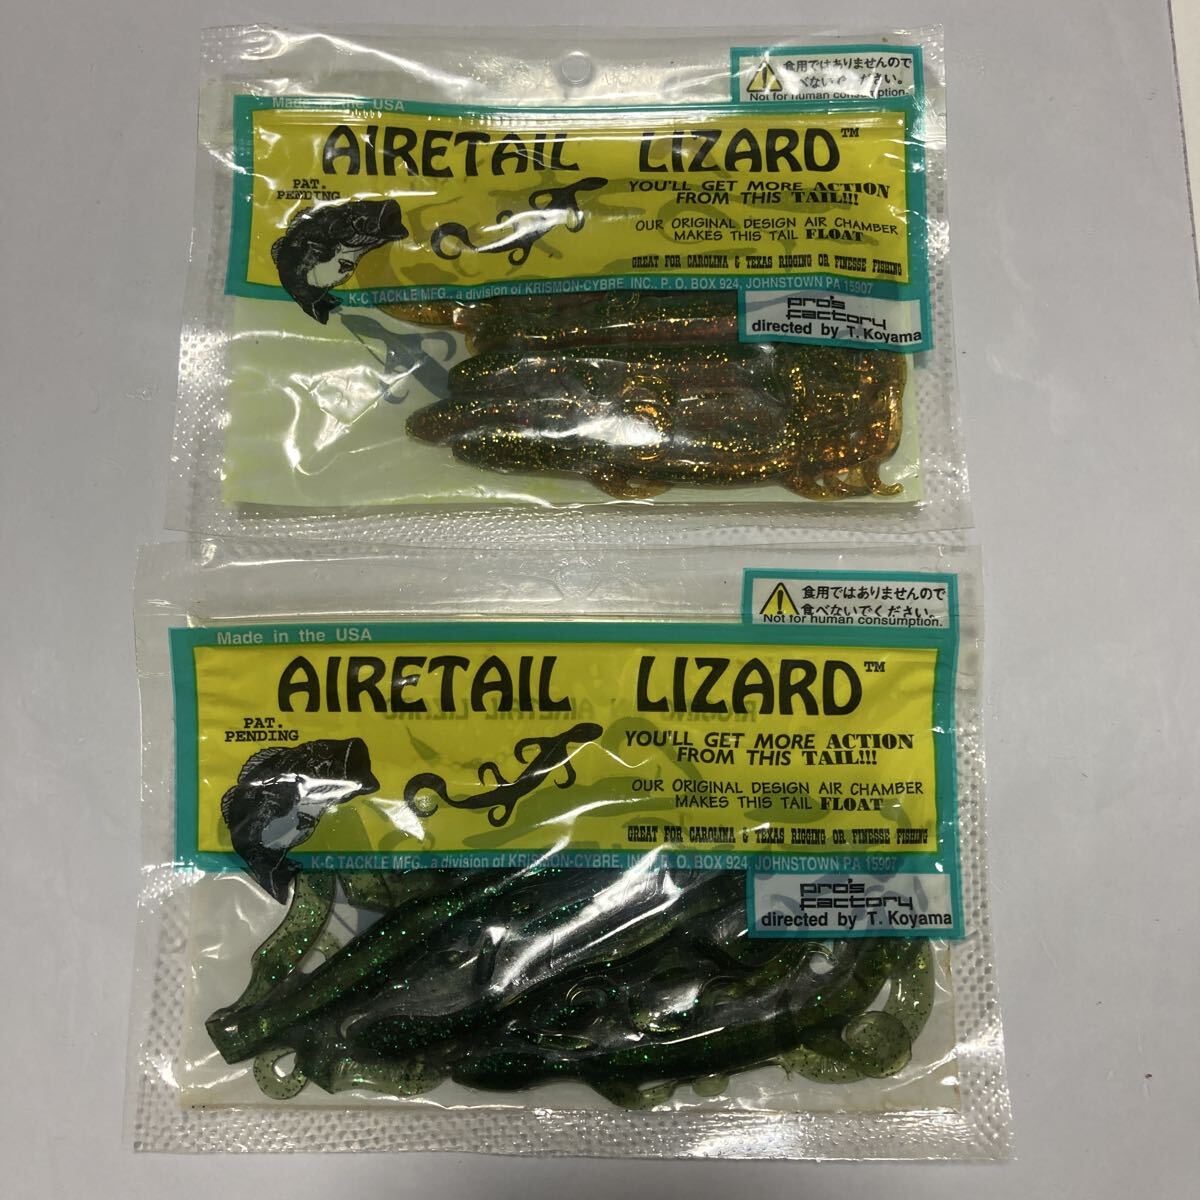 食用ではありませんので
べないでください。
Not for human consumption.
Made in the USA
AIRETAIL LIZARD™
PAT.
PENDING
YOU'LL GET MORE ACTION
FROM THIS TAIL!!!
OUR ORIGINAL DESIGN AIR CHAMBER
MAKES THIS TAIL FLOAT
GREAT FOR CAROLINA & TEXAS RIGGING OR FINESSE FISHING
K-C TACKLE MFG., a division of KRISMON-CYBRE, INC., P. O. BOX 924, JOHNSTOWN PA 15907
pro's
factory
directed by T. Koyama
食用ではありませんので
食べないでください。
Not for human consumption.
Made in the USA
AIRETAIL LIZARD™
PAT.
PENDING
YOU'LL GET MORE ACTION
FROM THIS TAIL!!!
OUR ORIGINAL DESIGN AIR CHAMBER
MAKES THIS TAIL FLOAT
GREAT FOR CAROLINA & TEXAS RIGGING OR FINESSE FISHING
K-C TACKLE MFG., a division of KRISMON-CYBRE, INC., P. O. BOX 924, JOHNSTOWN PA 15907
pro's
factory
directed by T. Koyama